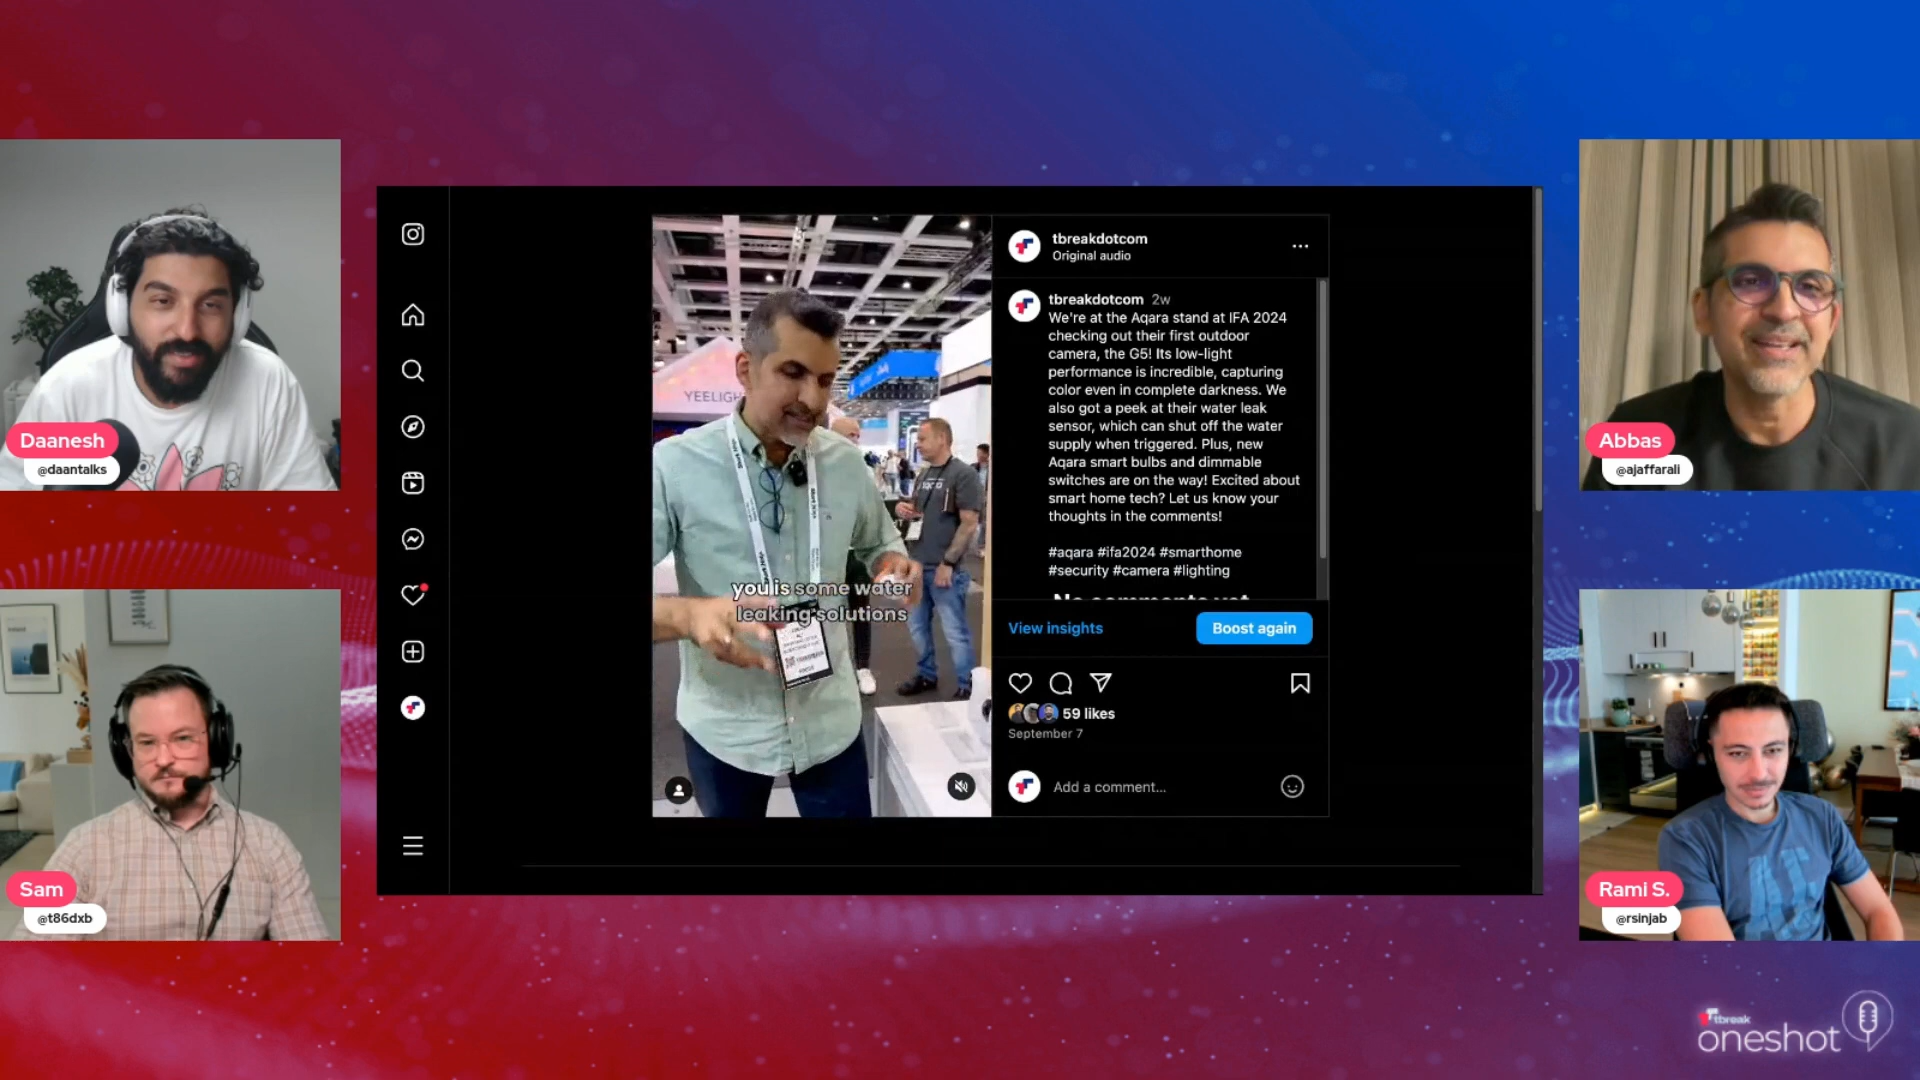 Daanesh
@daantalks
Sam
@t86dxb
YEELIGH
you is some water
leaking solutions
tbreakdotcom
Original audio
tbreakdotcom 2w
We're at the Aqara stand at IFA 2024
checking out their first outdoor
camera, the G5! Its low-light
performance is incredible, capturing
color even in complete darkness. We
also got a peek at their water leak
sensor, which can shut off the water
supply when triggered. Plus, new
Aqara smart bulbs and dimmable
switches are on the way! Excited about
smart home tech? Let us know your
thoughts in the comments!
#aqara #ifa2024 #smarthome
#security #camera #lighting
No comments yet
View insights
Boost again
59 likes
September 7
Add a comment...
Abbas
@ajaffarali
Rami S.
@rsinjab
tbreak
oneshot